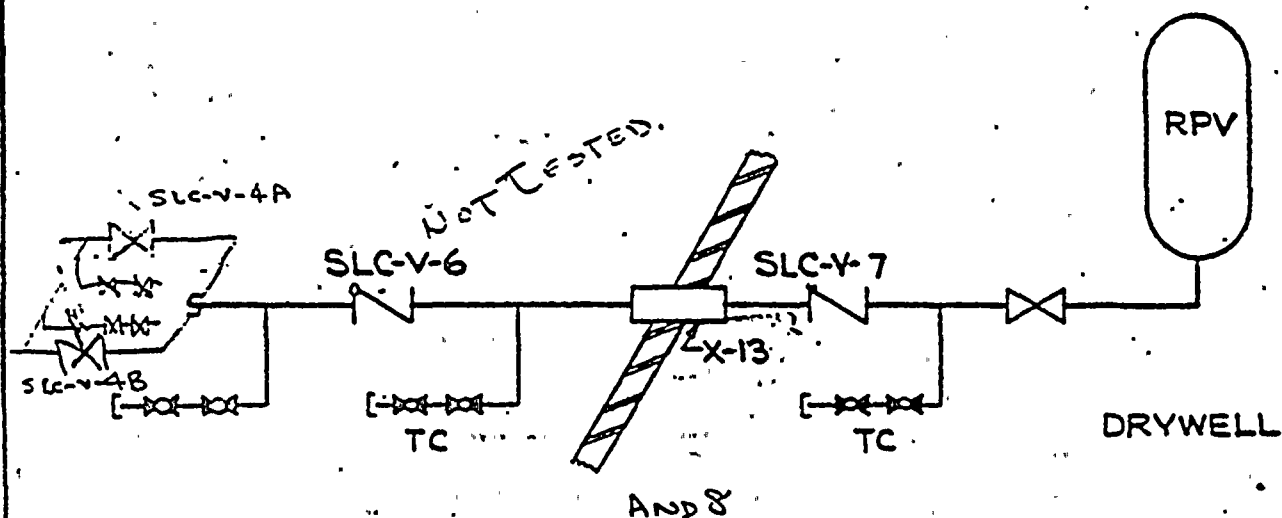 RPV
NOT TESTED.
SLC-V-4A
SLC-V-6
SLC-V-7
X-13
SLC-V-4B
TC
TC
DRYWELL
AND 8